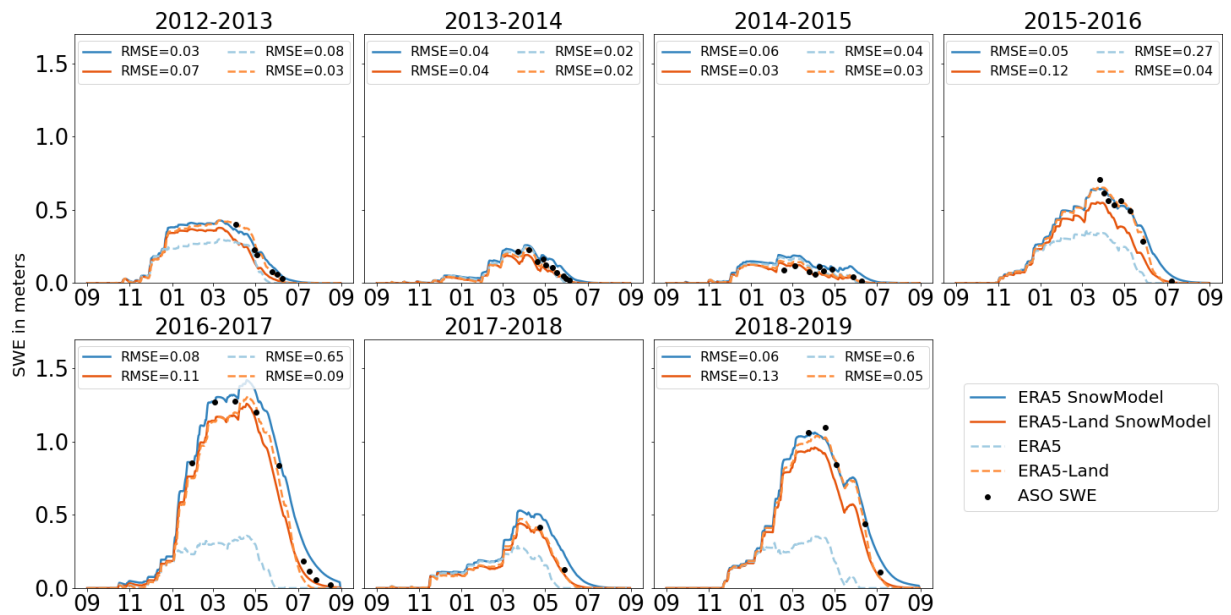 2012-2013
2013-2014
2014-2015
2015-2016
RMSE=0.03 RMSE=0.08
RMSE=0.07 RMSE=0.03
RMSE=0.04 RMSE=0.02
RMSE=0.04 RMSE=0.02
RMSE=0.06 RMSE=0.04
RMSE=0.03 RMSE=0.03
RMSE=0.05 RMSE=0.27
RMSE=0.12 RMSE=0.04
1.5
1.0
0.5
0.0
09 11 01 03 05 07 09
09 11 01 03 05 07 09
09 11 01 03 05 07 09
09 11 01 03 05 07 09
SWE in meters
2016-2017
2017-2018
2018-2019
RMSE=0.08 RMSE=0.65
RMSE=0.11 RMSE=0.09
RMSE=0.06 RMSE=0.6
RMSE=0.13 RMSE=0.05
1.5
1.0
0.5
0.0
09 11 01 03 05 07 09
09 11 01 03 05 07 09
09 11 01 03 05 07 09
ERA5 SnowModel
ERA5-Land SnowModel
ERA5
ERA5-Land
ASO SWE